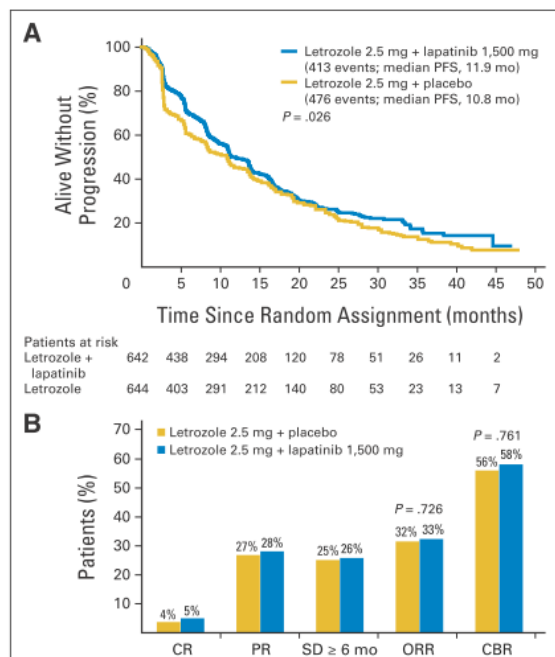 A
Letrozole 2.5 mg + lapatinib 1,500 mg
(413 events; median PFS, 11.9 mo)
Letrozole 2.5 mg + placebo
(476 events; median PFS, 10.8 mo)
P = .026
Alive Without
Progression (%)
100
80
60
40
20
0 5 10 15 20 25 30 35 40 45 50
Time Since Random Assignment (months)
Patients at risk
Letrozole + 642 438 294 208 120 78 51 26 11 2
lapatinib
Letrozole 644 403 291 212 140 80 53 23 13 7
B
Letrozole 2.5 mg + placebo
Letrozole 2.5 mg + lapatinib 1,500 mg
Patients (%)
70
60
50
40
30
20
10
4% 5%
27% 28%
25% 26%
P = .726
32% 33%
P = .761
56% 58%
CR PR SD ≥ 6 mo ORR CBR